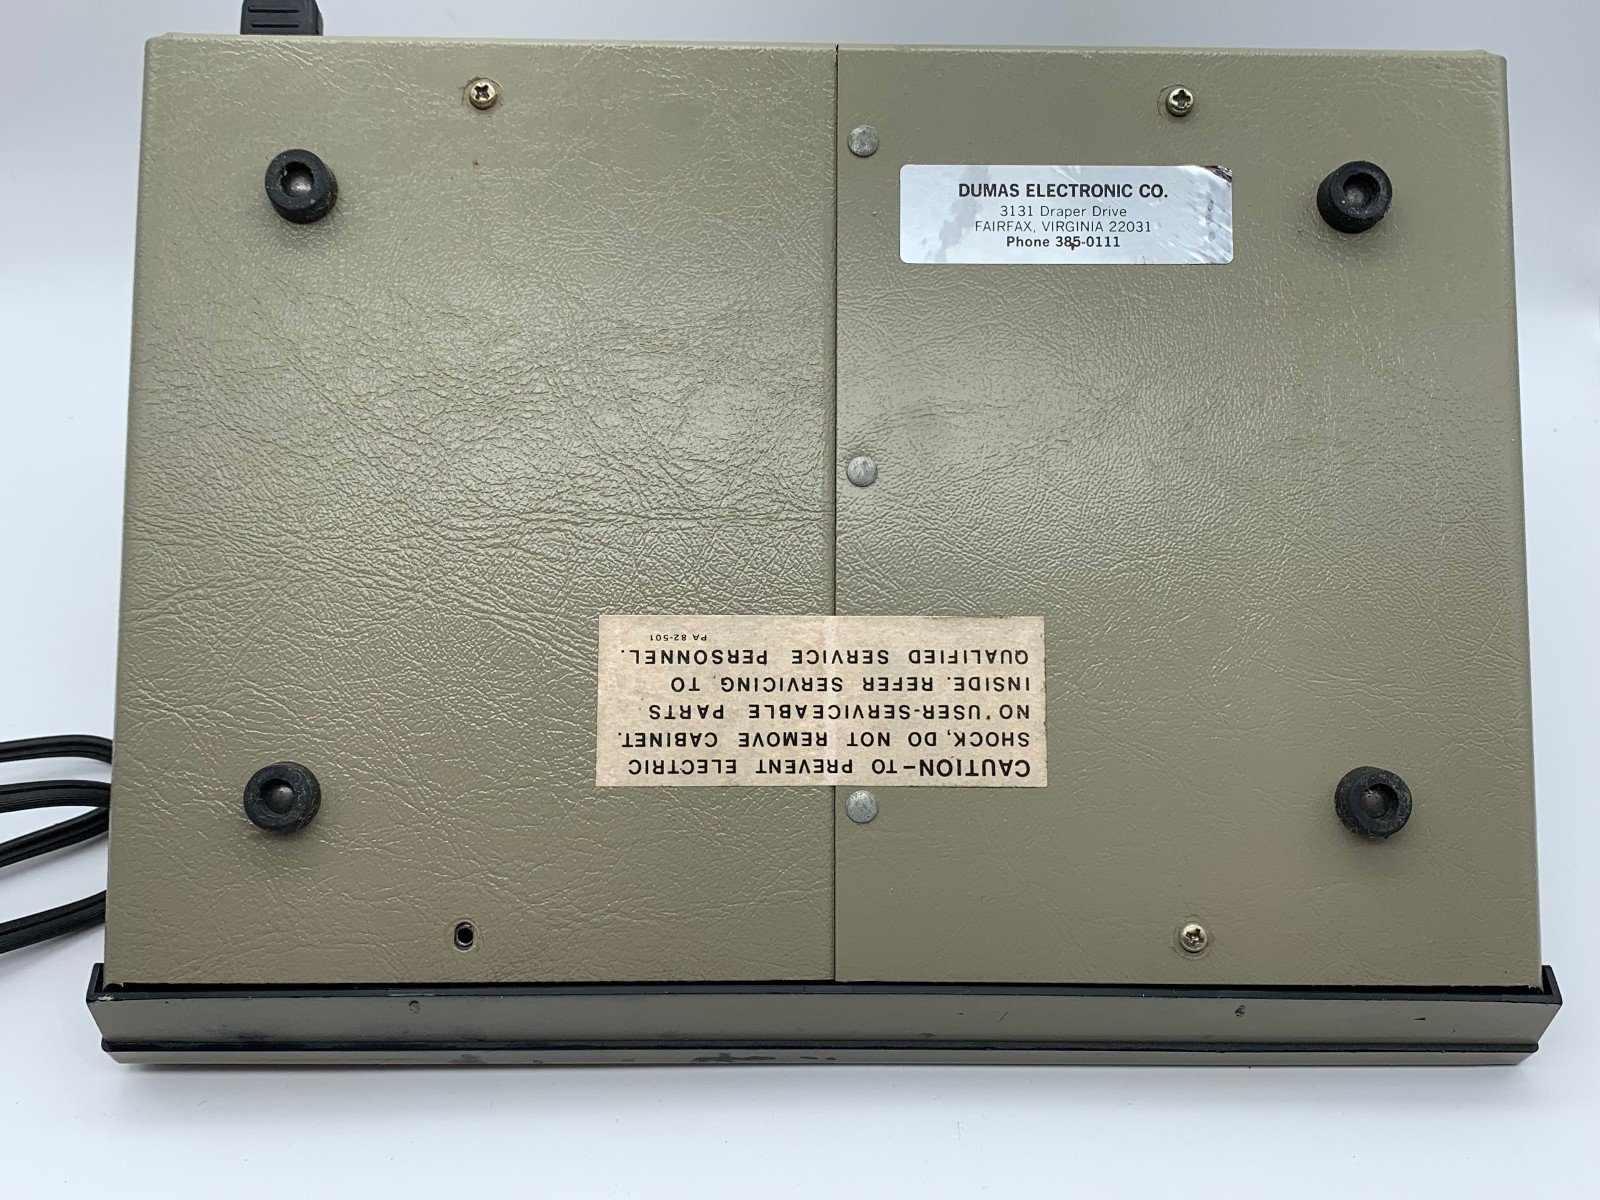 DUMAS ELECTRONIC CO.
3131 Draper Drive
FAIRFAX, VIRGINIA 22031
Phone 385-0111
CAUTION-TO PREVENT ELECTRIC
SHOCK, DO NOT REMOVE CABINET.
NO USER-SERVICEABLE PARTS
INSIDE. REFER SERVICING TO
QUALIFIED SERVICE PERSONNEL.
PA 82-501